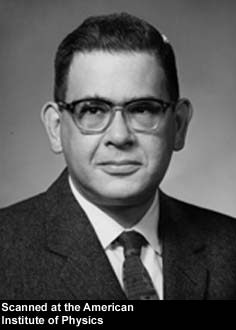 Scanned at the American
Institute of Physics